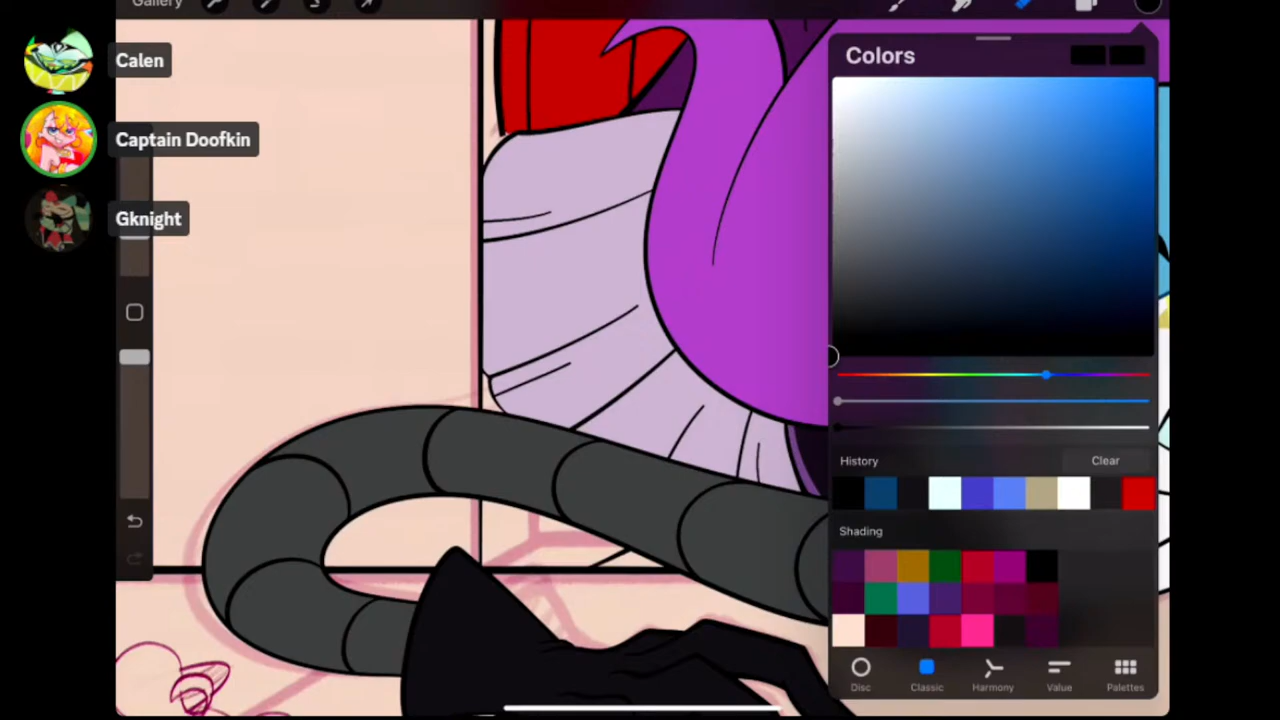 Gallery
Calen
Captain Doofkin
Gknight
Colors
History
Clear
Shading
Disc
Classic
Harmony
Value
Palettes